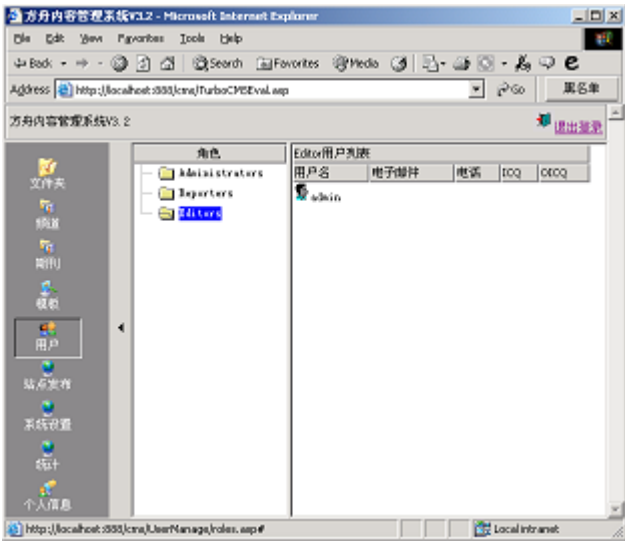 方舟内容管理系统V3.2 - Microsoft Internet Explorer
File Edit View Favorites Tools Help
Back Search Favorites Media
Address http://localhost:888/cms/TurboCMSEval.asp Go 黑名单
方舟内容管理系统V3.2 退出登录
文件夹
频道
期刊
模板
用户
站点发布
系统设置
统计
个人信息
角色
Administrators
Reporters
Editors
Editor用户列表
用户名 电子邮件 电话 ICQ OICQ
admin
http://localhost:888/cms/UserManage/roles.asp# Local intranet